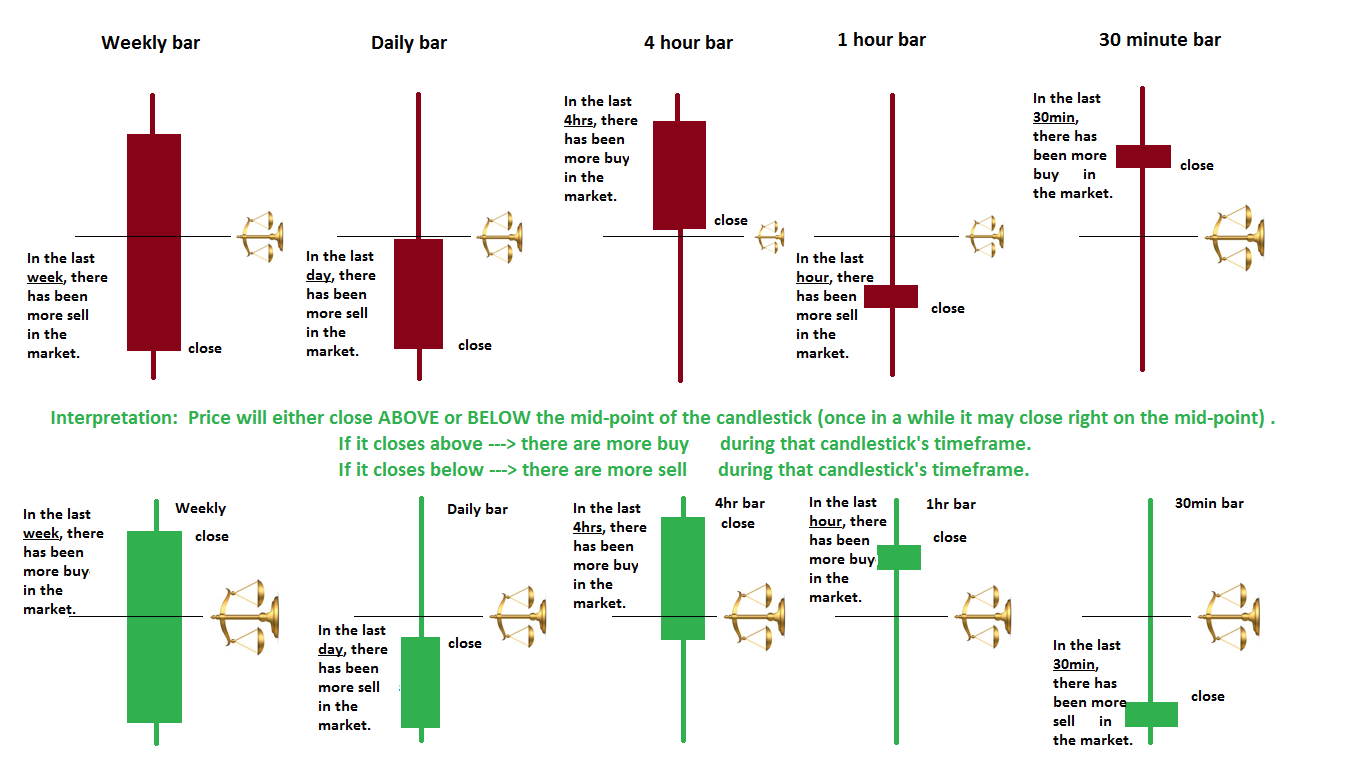 Weekly bar
Daily bar
4 hour bar
1 hour bar
30 minute bar
In the last
week, there
has been
more sell
in the
market.
close
In the last
day, there
has been
more sell
in the
market.
close
In the last
4hrs, there
has been
more buy
in the
market.
close
In the last
hour, there
has been
more sell
in the
market.
close
In the last
30min,
there has
been more
buy in
the market.
close
Interpretation: Price will either close ABOVE or BELOW the mid-point of the candlestick (once in a while it may close right on the mid-point) .
If it closes above ---> there are more buy during that candlestick's timeframe.
If it closes below ---> there are more sell during that candlestick's timeframe.
In the last
week, there
has been
more buy
in the
market.
Weekly
close
In the last
day, there
has been
more sell
in the
market.
Daily bar
close
In the last
4hrs, there
has been
more buy
in the
market.
4hr bar
close
In the last
hour, there
has been
more buy
in the
market.
1hr bar
close
30min bar
In the last
30min,
there has
been more
sell in
the market.
close